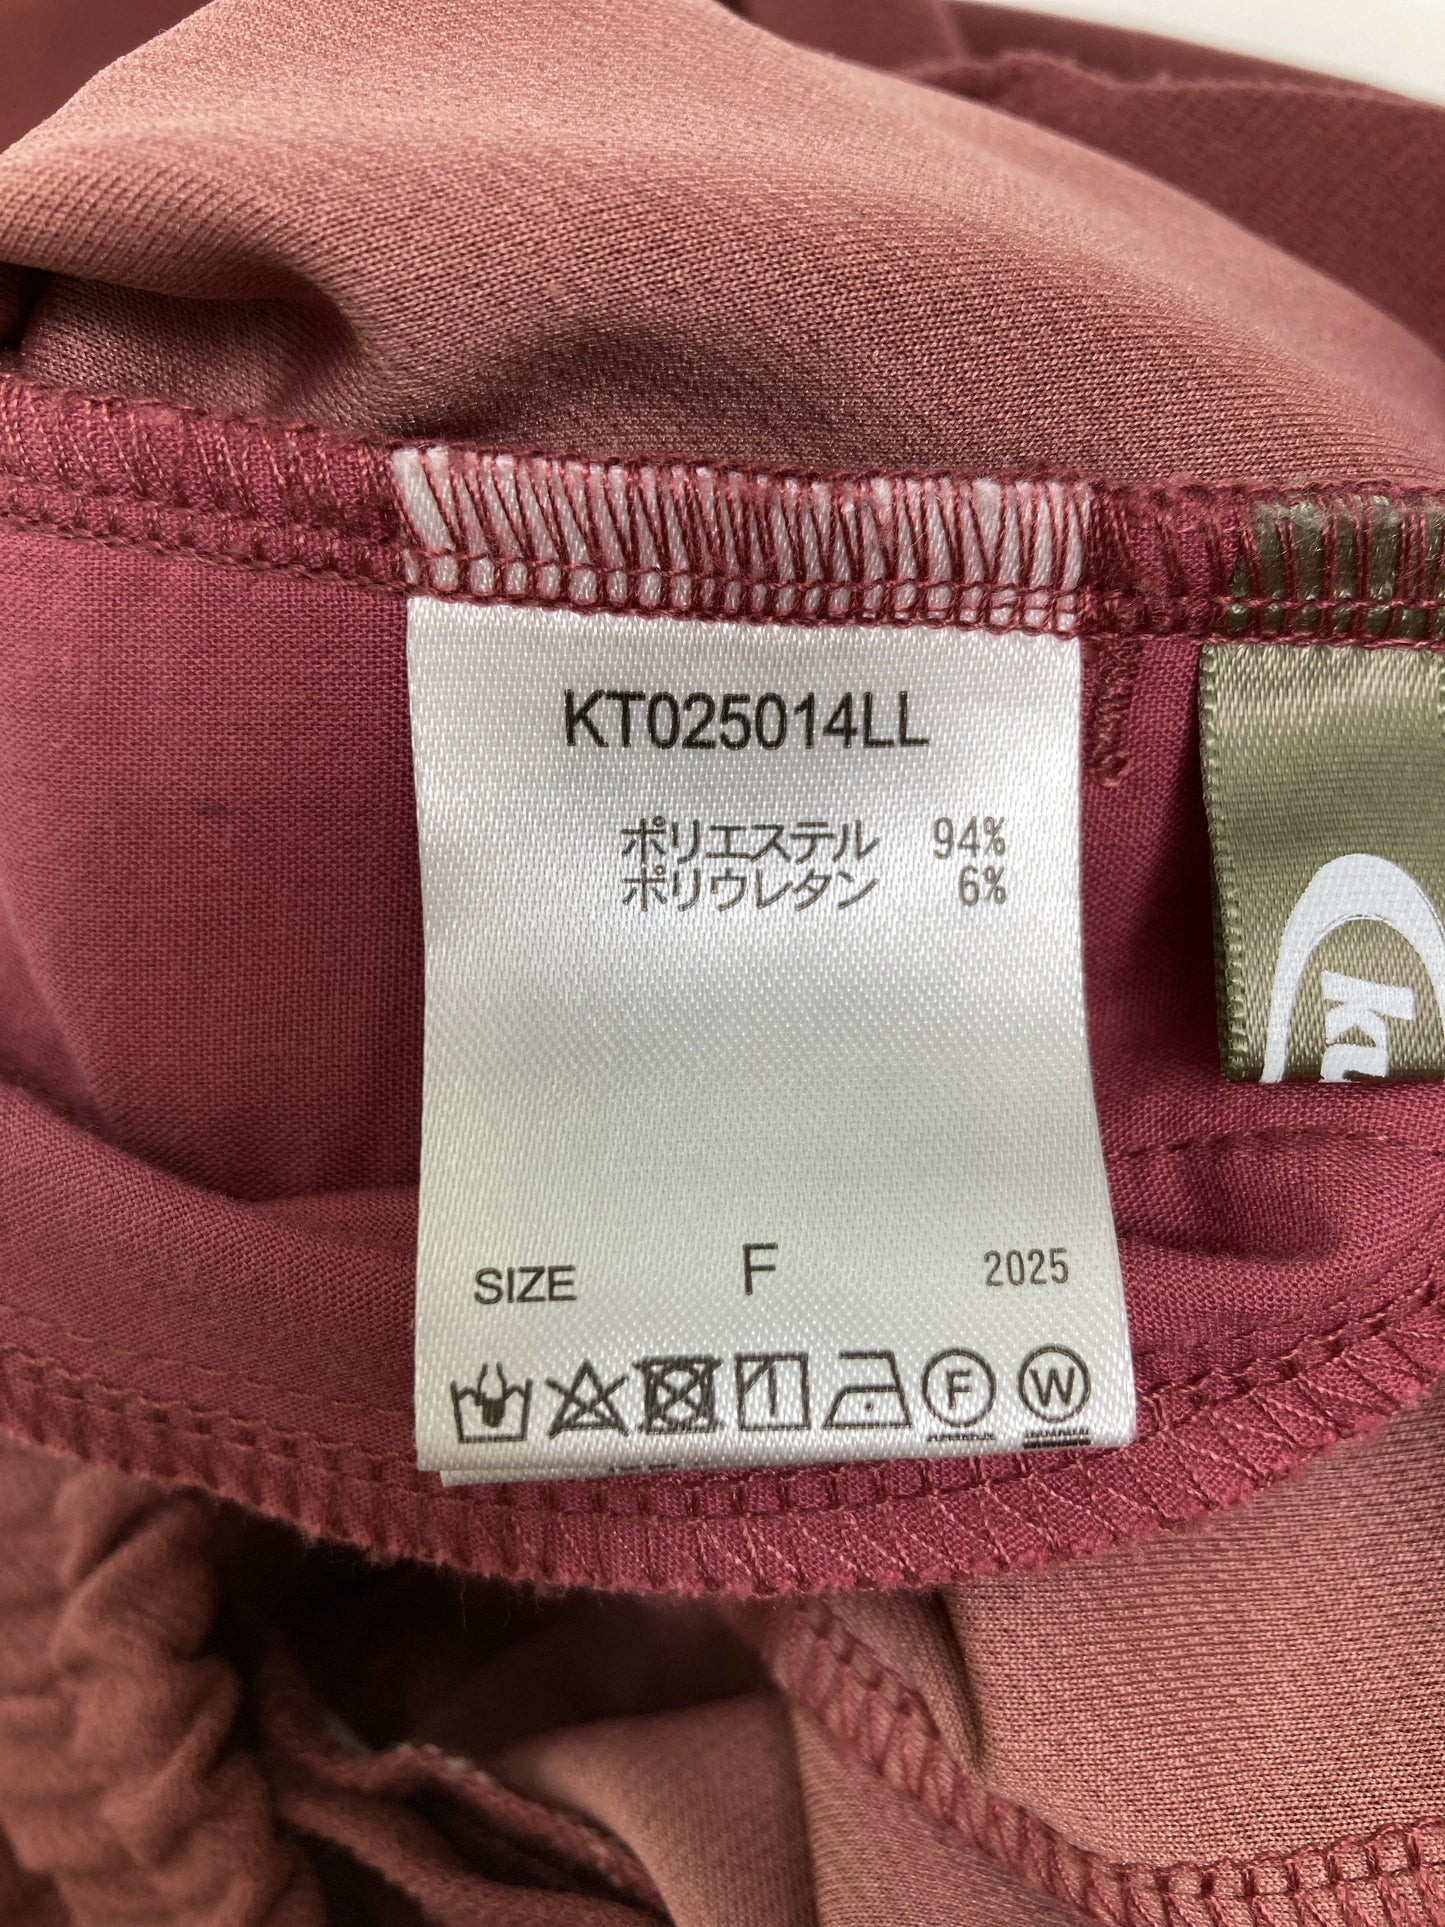 KT025014LL
ポリエステル 94%
ポリウレタン 6%
SIZE F 2025
F W